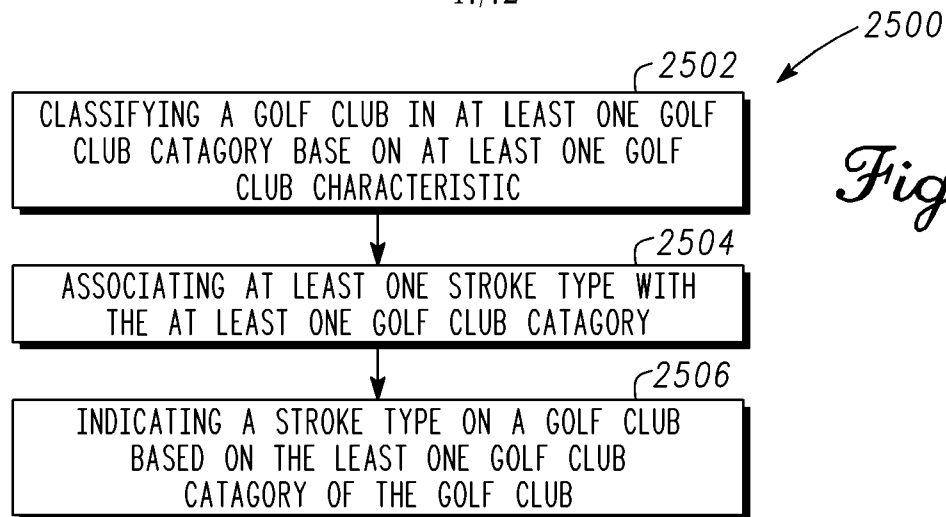 2500
2502
CLASSIFYING A GOLF CLUB IN AT LEAST ONE GOLF
CLUB CATAGORY BASE ON AT LEAST ONE GOLF
CLUB CHARACTERISTIC
Fig
2504
ASSOCIATING AT LEAST ONE STROKE TYPE WITH
THE AT LEAST ONE GOLF CLUB CATAGORY
2506
INDICATING A STROKE TYPE ON A GOLF CLUB
BASED ON THE LEAST ONE GOLF CLUB
CATAGORY OF THE GOLF CLUB